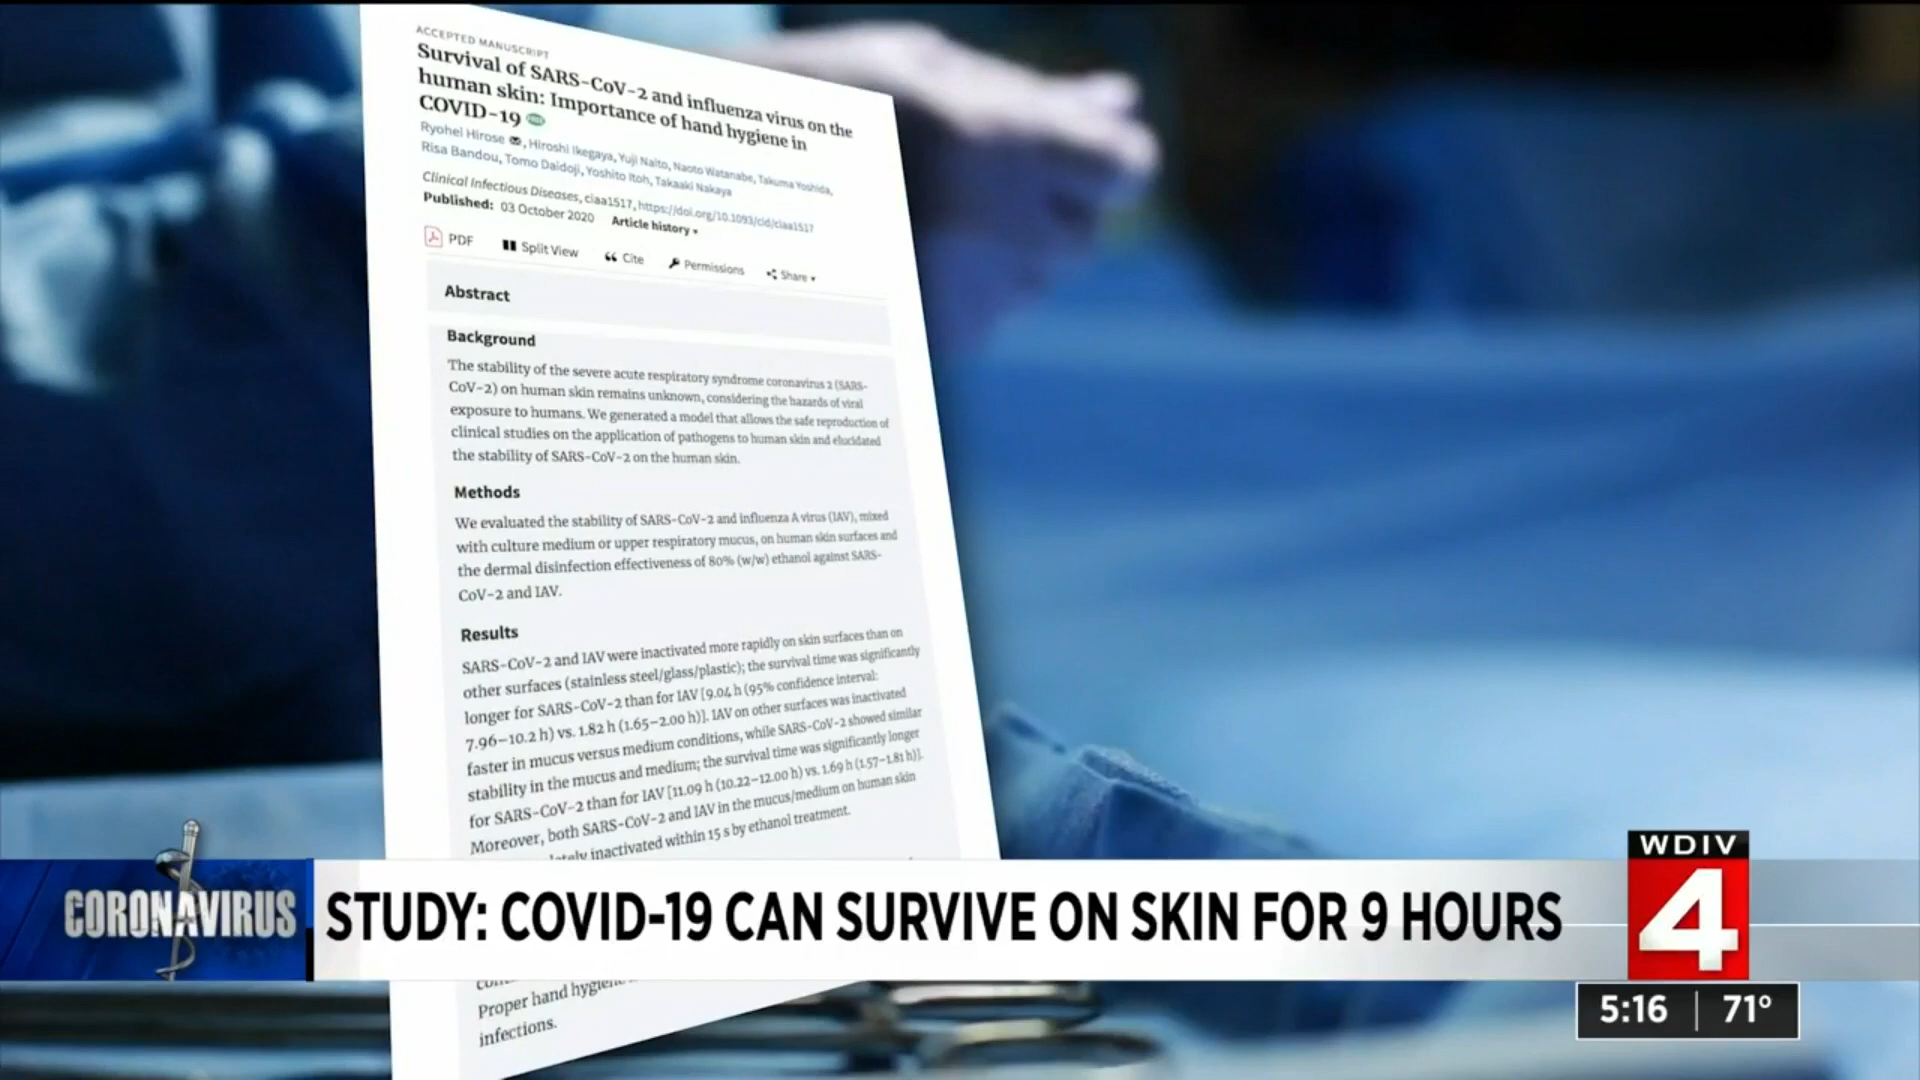 ACCEPTED MANUSCRIPT
Survival of SARS-CoV-2 and influenza virus on the
human skin: Importance of hand hygiene in
COVID-19
Ryohei Hirose , Hiroshi Ikegaya, Yuji Naito, Naoto Watanabe, Takuma Yoshida,
Risa Bandou, Tomo Daidoji, Yoshito Itoh, Takaaki Nakaya
Clinical Infectious Diseases, ciaa1517, https://doi.org/10.1093/cid/ciaa1517
Published: 03 October 2020 Article history
PDF Split View Cite Permissions Share
Abstract
Background
The stability of the severe acute respiratory syndrome coronavirus 2 (SARS-
CoV-2) on human skin remains unknown, considering the hazards of viral
exposure to humans. We generated a model that allows the safe reproduction of
clinical studies on the application of pathogens to human skin and elucidated
the stability of SARS-CoV-2 on the human skin.
Methods
We evaluated the stability of SARS-CoV-2 and influenza A virus (IAV), mixed
with culture medium or upper respiratory mucus, on human skin surfaces and
the dermal disinfection effectiveness of 80% (w/w) ethanol against SARS-
CoV-2 and IAV.
Results
SARS-CoV-2 and IAV were inactivated more rapidly on skin surfaces than on
other surfaces (stainless steel/glass/plastic); the survival time was significantly
longer for SARS-CoV-2 than for IAV [9.04 h (95% confidence interval:
7.96–10.2 h) vs. 1.82 h (1.65–2.00 h)]. IAV on other surfaces was inactivated
faster in mucus versus medium conditions, while SARS-CoV-2 showed similar
stability in the mucus and medium; the survival time was significantly longer
for SARS-CoV-2 than for IAV [11.09 h (10.22–12.00 h) vs. 1.69 h (1.57–1.81 h)].
Moreover, both SARS-CoV-2 and IAV in the mucus/medium on human skin
inactivated within 15 s by ethanol treatment.
CORONAVIRUS
STUDY: COVID-19 CAN SURVIVE ON SKIN FOR 9 HOURS
WDIV
4
5:16 71°
Proper hand
infections.